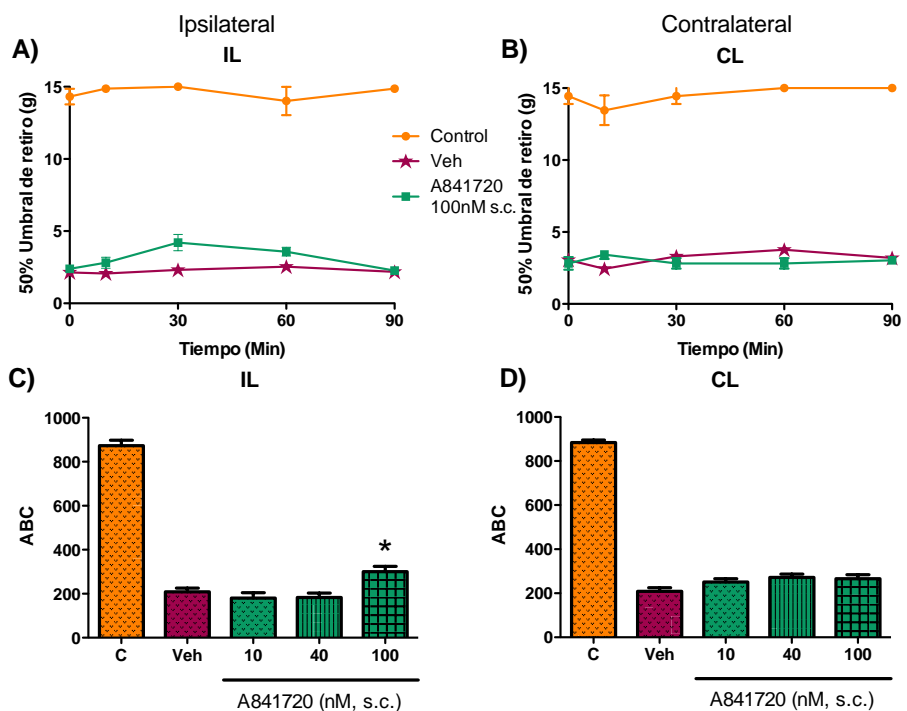 Ipsilateral
Contralateral
A)
IL
B)
CL
50% Umbral de retiro (g)
15
10
5
0
0 30 60 90
Tiempo (Min)
Control
Veh
A841720
100nM s.c.
50% Umbral de retiro (g)
15
10
5
0
0 30 60 90
Tiempo (Min)
C)
IL
ABC
1000
800
600
400
200
0
*
C Veh 10 40 100
A841720 (nM, s.c.)
D)
CL
ABC
1000
800
600
400
200
0
C Veh 10 40 100
A841720 (nM, s.c.)